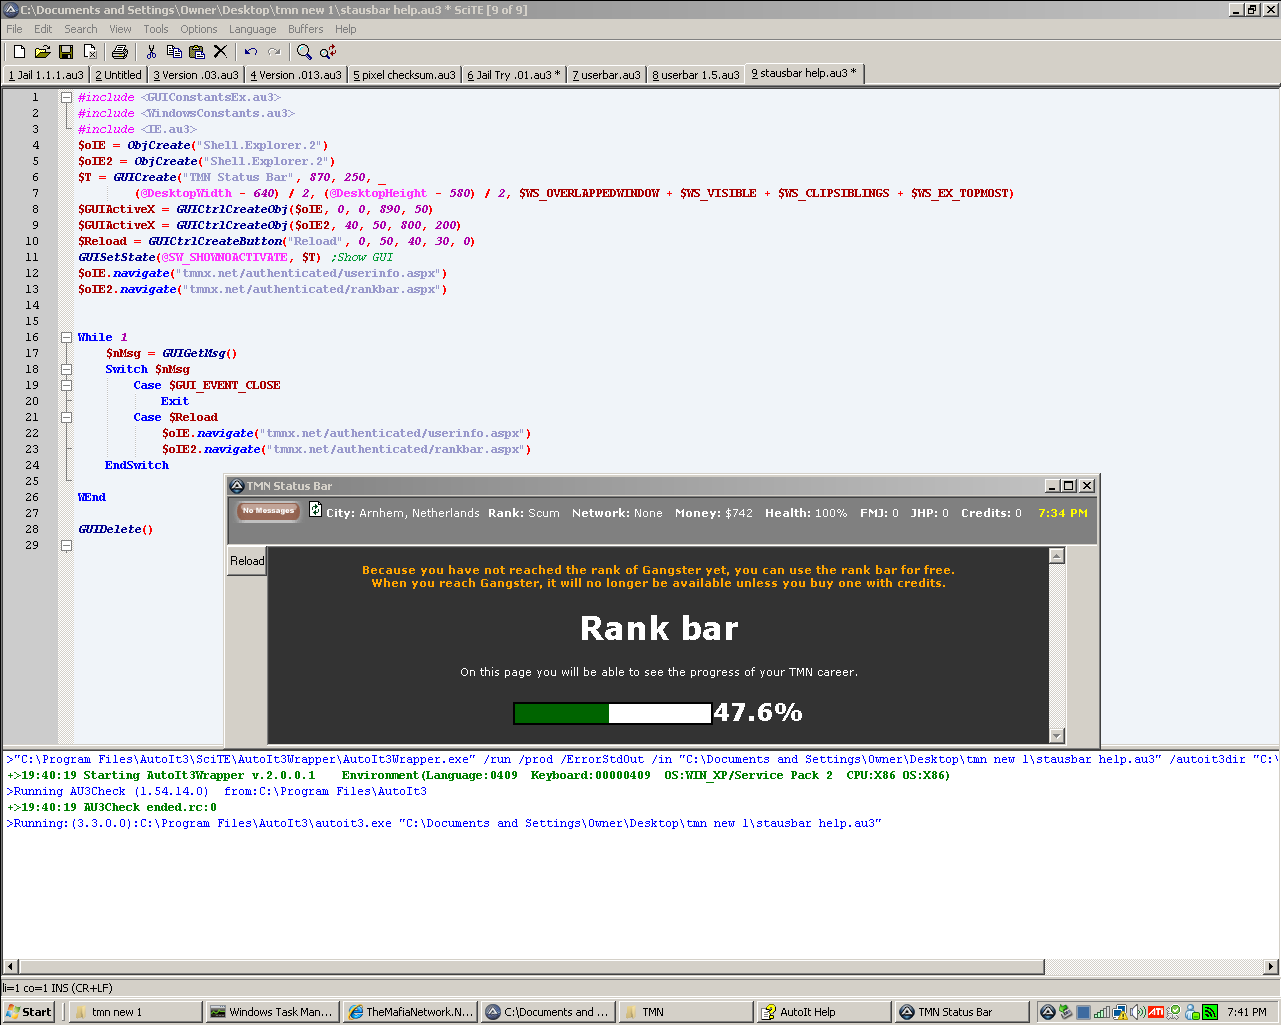 C:\Documents and Settings\Owner\Desktop\tmn new 1\stausbar help.au3 * SciTE [9 of 9]
File Edit Search View Tools Options Language Buffers Help
1 Jail 1.1.1.au3 2 Untitled 3 Version .03.au3 4 Version .013.au3 5 pixel checksum.au3 6 Jail Try .01.au3 * 7 userbar.au3 8 userbar 1.5.au3 9 stausbar help.au3 *
1 #include <GUIConstantsEx.au3>
2 #include <WindowsConstants.au3>
3 #include <IE.au3>
4 $oIE = ObjCreate("Shell.Explorer.2")
5 $oIE2 = ObjCreate("Shell.Explorer.2")
6 $T = GUICreate("TMN Status Bar", 870, 250, _
7 (@DesktopWidth - 640) / 2, (@DesktopHeight - 580) / 2, $WS_OVERLAPPEDWINDOW + $WS_VISIBLE + $WS_CLIPSIBLINGS + $WS_EX_TOPMOST)
8 $GUIActiveX = GUICtrlCreateObj($oIE, 0, 0, 890, 50)
9 $GUIActiveX = GUICtrlCreateObj($oIE2, 40, 50, 800, 200)
10 $Reload = GUICtrlCreateButton("Reload", 0, 50, 40, 30, 0)
11 GUISetState(@SW_SHOWNOACTIVATE, $T) ;Show GUI
12 $oIE.navigate("tmnx.net/authenticated/userinfo.aspx")
13 $oIE2.navigate("tmnx.net/authenticated/rankbar.aspx")
14
15
16 While 1
17 $nMsg = GUIGetMsg()
18 Switch $nMsg
19 Case $GUI_EVENT_CLOSE
20 Exit
21 Case $Reload
22 $oIE.navigate("tmnx.net/authenticated/userinfo.aspx")
23 $oIE2.navigate("tmnx.net/authenticated/rankbar.aspx")
24 EndSwitch
25
26 WEnd
27
28 GUIDelete()
29
TMN Status Bar
No Messages City: Arnhem, Netherlands Rank: Scum Network: None Money: $742 Health: 100% FMJ: 0 JHP: 0 Credits: 0 7:34 PM
Reload
Because you have not reached the rank of Gangster yet, you can use the rank bar for free.
When you reach Gangster, it will no longer be available unless you buy one with credits.
Rank bar
On this page you will be able to see the progress of your TMN career.
47.6%
>"C:\Program Files\AutoIt3\SciTE\AutoIt3Wrapper\AutoIt3Wrapper.exe" /run /prod /ErrorStdOut /in "C:\Documents and Settings\Owner\Desktop\tmn new 1\stausbar help.au3" /autoit3dir "C:\
+>19:40:19 Starting AutoIt3Wrapper v.2.0.0.1 Environment(Language:0409 Keyboard:00000409 OS:WIN_XP/Service Pack 2 CPU:X86 OS:X86)
>Running AU3Check (1.54.14.0) from:C:\Program Files\AutoIt3
+>19:40:19 AU3Check ended.rc:0
>Running:(3.3.0.0):C:\Program Files\AutoIt3\autoit3.exe "C:\Documents and Settings\Owner\Desktop\tmn new 1\stausbar help.au3"
li=1 co=1 INS (CR+LF)
Start tmn new 1 Windows Task Man... TheMafiaNetwork.N... C:\Documents and ... TMN AutoIt Help TMN Status Bar ATI 7:41 PM